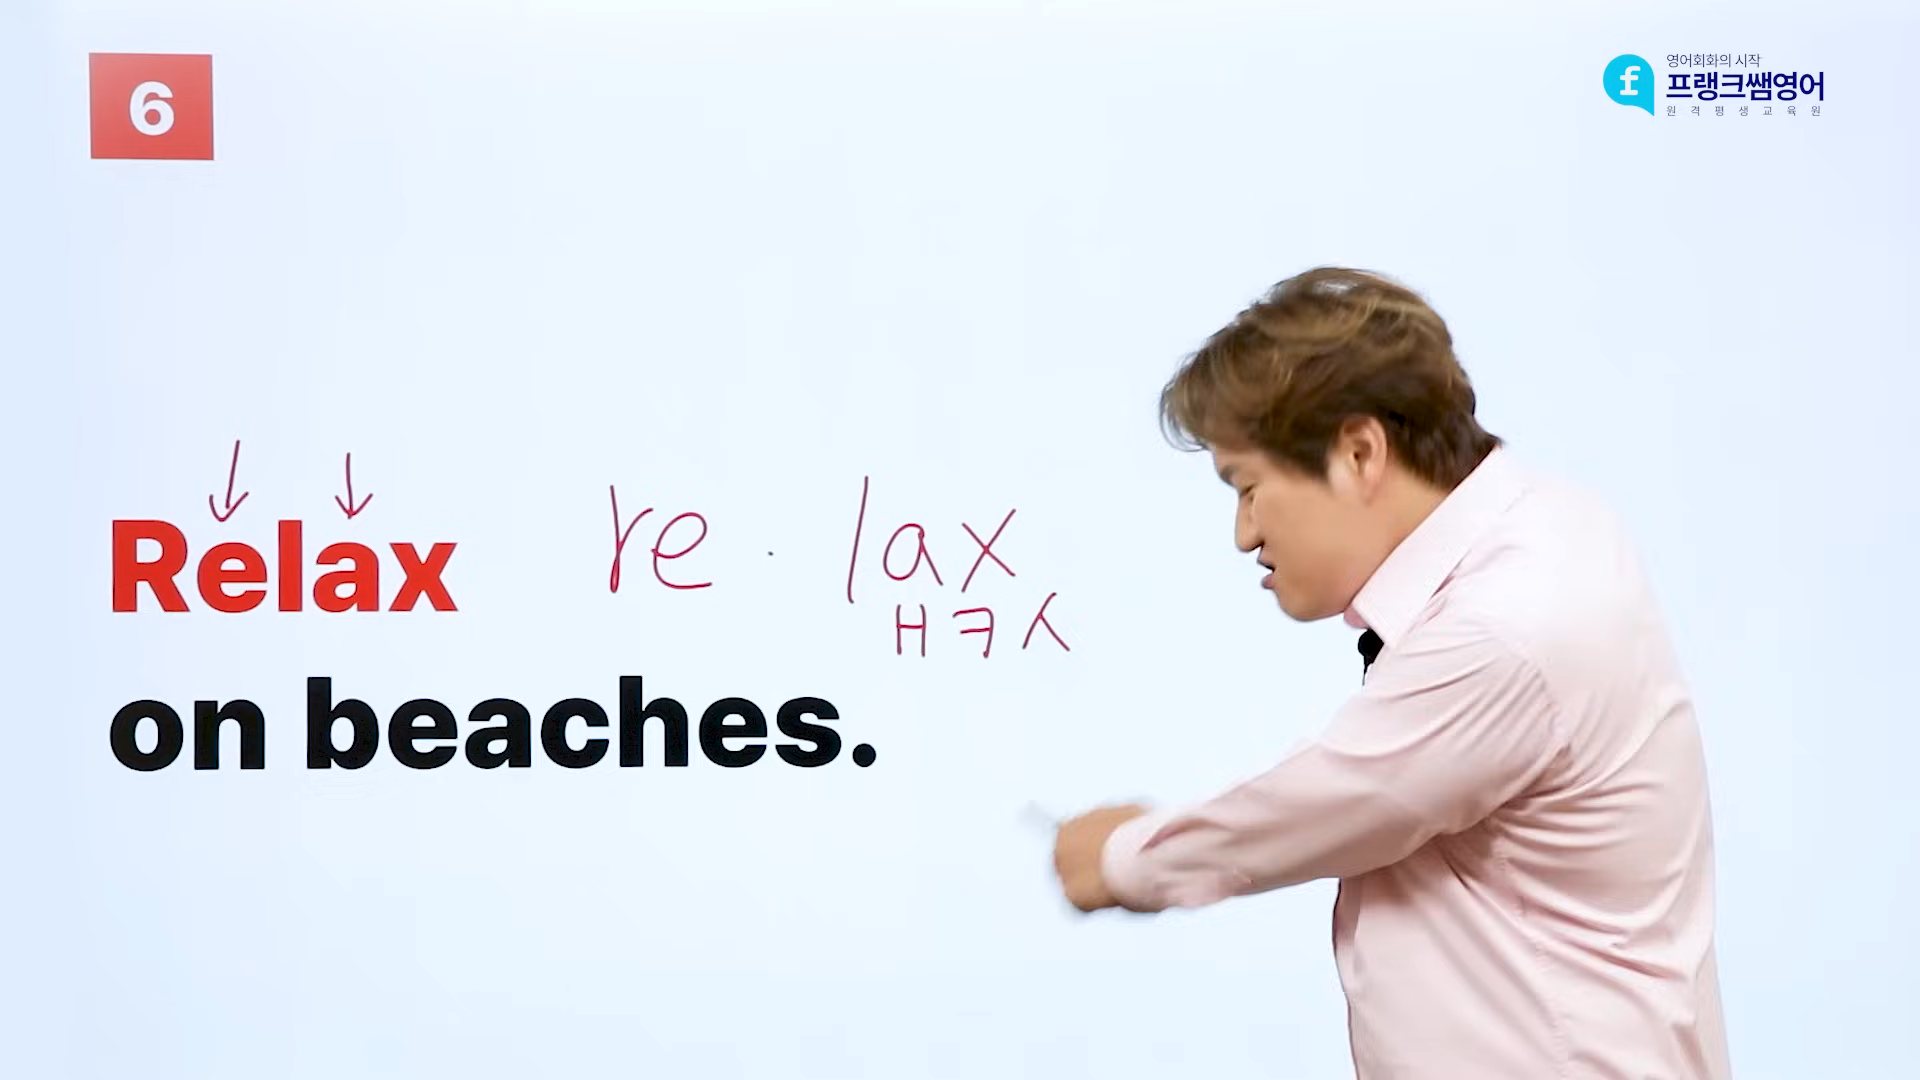 6
영어회화의 시작
프랭크쌤영어
원격평생교육원
Relax re · lax
ㅐㅋㅅ
on beaches.